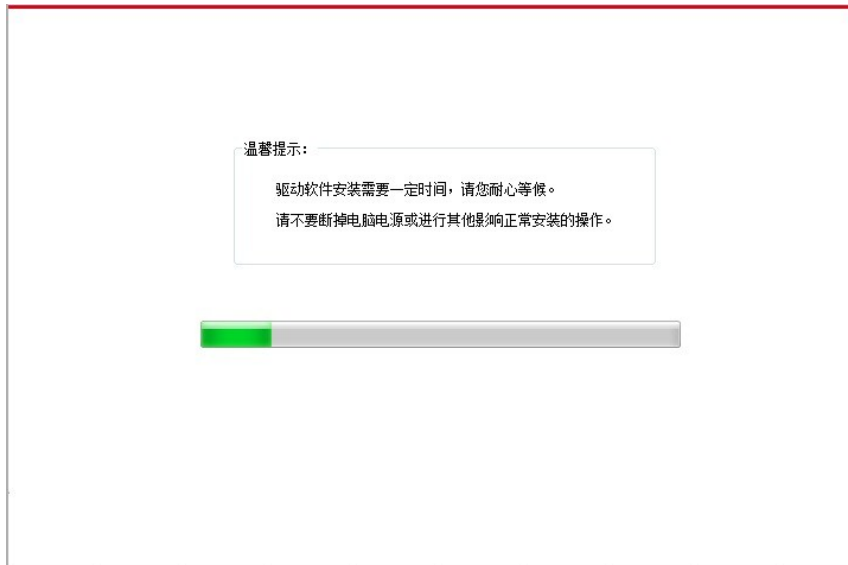 温馨提示：
驱动软件安装需要一定时间，请您耐心等候。
请不要断掉电脑电源或进行其他影响正常安装的操作。